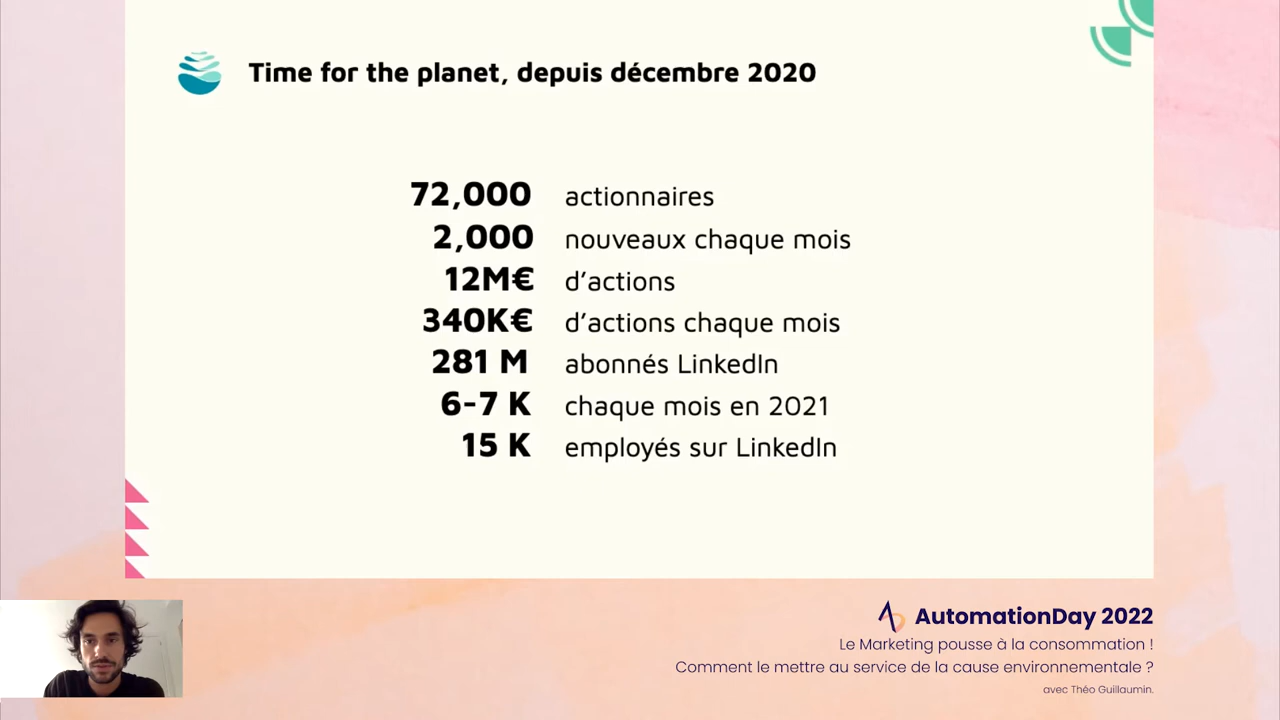 Time for the planet, depuis décembre 2020
72,000 actionnaires
2,000 nouveaux chaque mois
12M€ d’actions
340K€ d’actions chaque mois
281 M abonnés LinkedIn
6-7 K chaque mois en 2021
15 K employés sur LinkedIn
AutomationDay 2022
Le Marketing pousse à la consommation !
Comment le mettre au service de la cause environnementale ?
avec Théo Guillaumin.